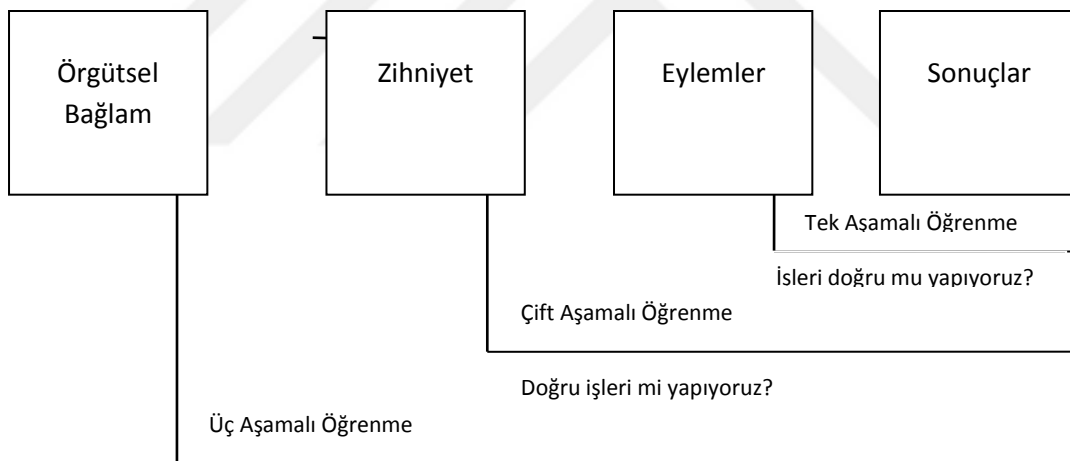 Örgütsel
Bağlam
Zihniyet
Eylemler
Sonuçlar
Tek Aşamalı Öğrenme
İşleri doğru mu yapıyoruz?
Çift Aşamalı Öğrenme
Doğru işleri mi yapıyoruz?
Üç Aşamalı Öğrenme